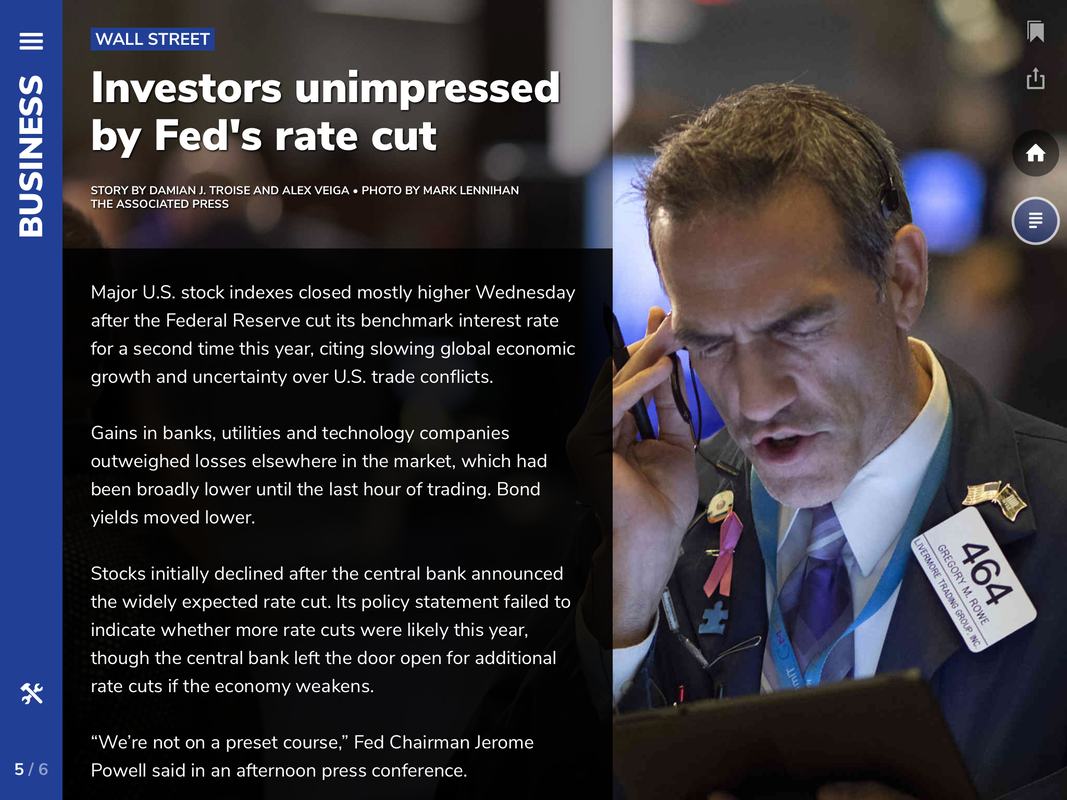 BUSINESS
5 / 6
WALL STREET
Investors unimpressed
by Fed's rate cut
STORY BY DAMIAN J. TROISE AND ALEX VEIGA • PHOTO BY MARK LENNIHAN
THE ASSOCIATED PRESS
Major U.S. stock indexes closed mostly higher Wednesday
after the Federal Reserve cut its benchmark interest rate
for a second time this year, citing slowing global economic
growth and uncertainty over U.S. trade conflicts.
Gains in banks, utilities and technology companies
outweighed losses elsewhere in the market, which had
been broadly lower until the last hour of trading. Bond
yields moved lower.
Stocks initially declined after the central bank announced
the widely expected rate cut. Its policy statement failed to
indicate whether more rate cuts were likely this year,
though the central bank left the door open for additional
rate cuts if the economy weakens.
“We’re not on a preset course,” Fed Chairman Jerome
Powell said in an afternoon press conference.
464
GREGORY M. ROWE
LIVERMORE TRADING GROUP, INC.